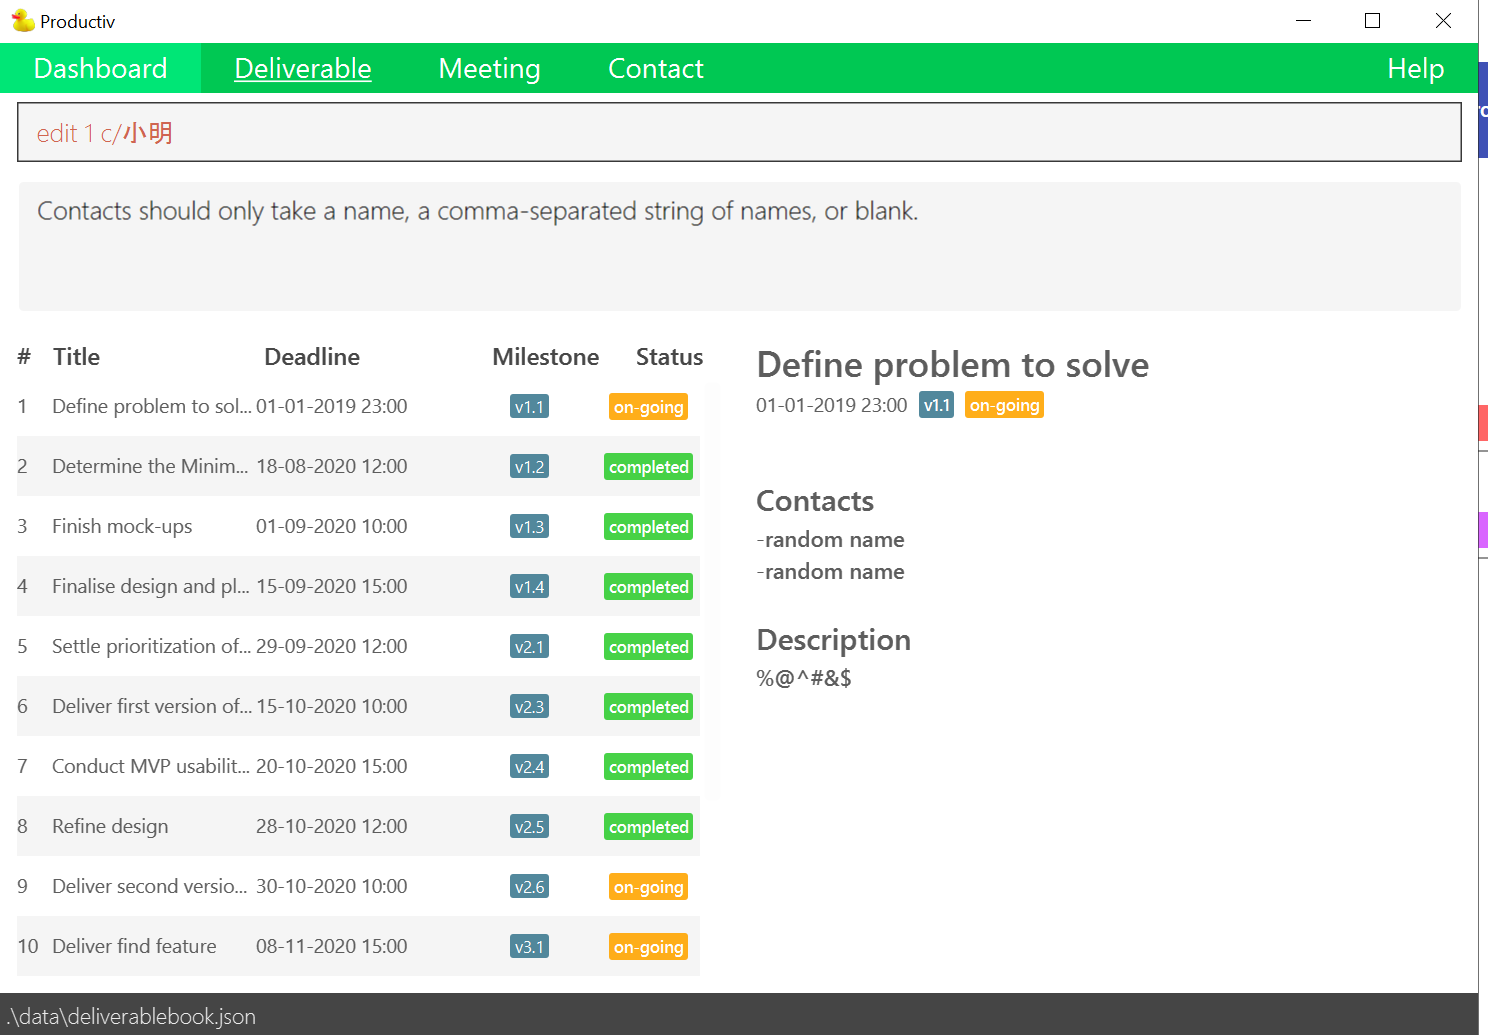 Productiv
Dashboard Deliverable Meeting Contact Help
edit 1 c/小明
Contacts should only take a name, a comma-separated string of names, or blank.
# Title Deadline Milestone Status
1 Define problem to sol... 01-01-2019 23:00 v1.1 on-going
2 Determine the Minim... 18-08-2020 12:00 v1.2 completed
3 Finish mock-ups 01-09-2020 10:00 v1.3 completed
4 Finalise design and pl... 15-09-2020 15:00 v1.4 completed
5 Settle prioritization of... 29-09-2020 12:00 v2.1 completed
6 Deliver first version of... 15-10-2020 10:00 v2.3 completed
7 Conduct MVP usabilit... 20-10-2020 15:00 v2.4 completed
8 Refine design 28-10-2020 12:00 v2.5 completed
9 Deliver second versio... 30-10-2020 10:00 v2.6 on-going
10 Deliver find feature 08-11-2020 15:00 v3.1 on-going
Define problem to solve
01-01-2019 23:00 v1.1 on-going
Contacts
-random name
-random name
Description
%@^#&$
.\data\deliverablebook.json